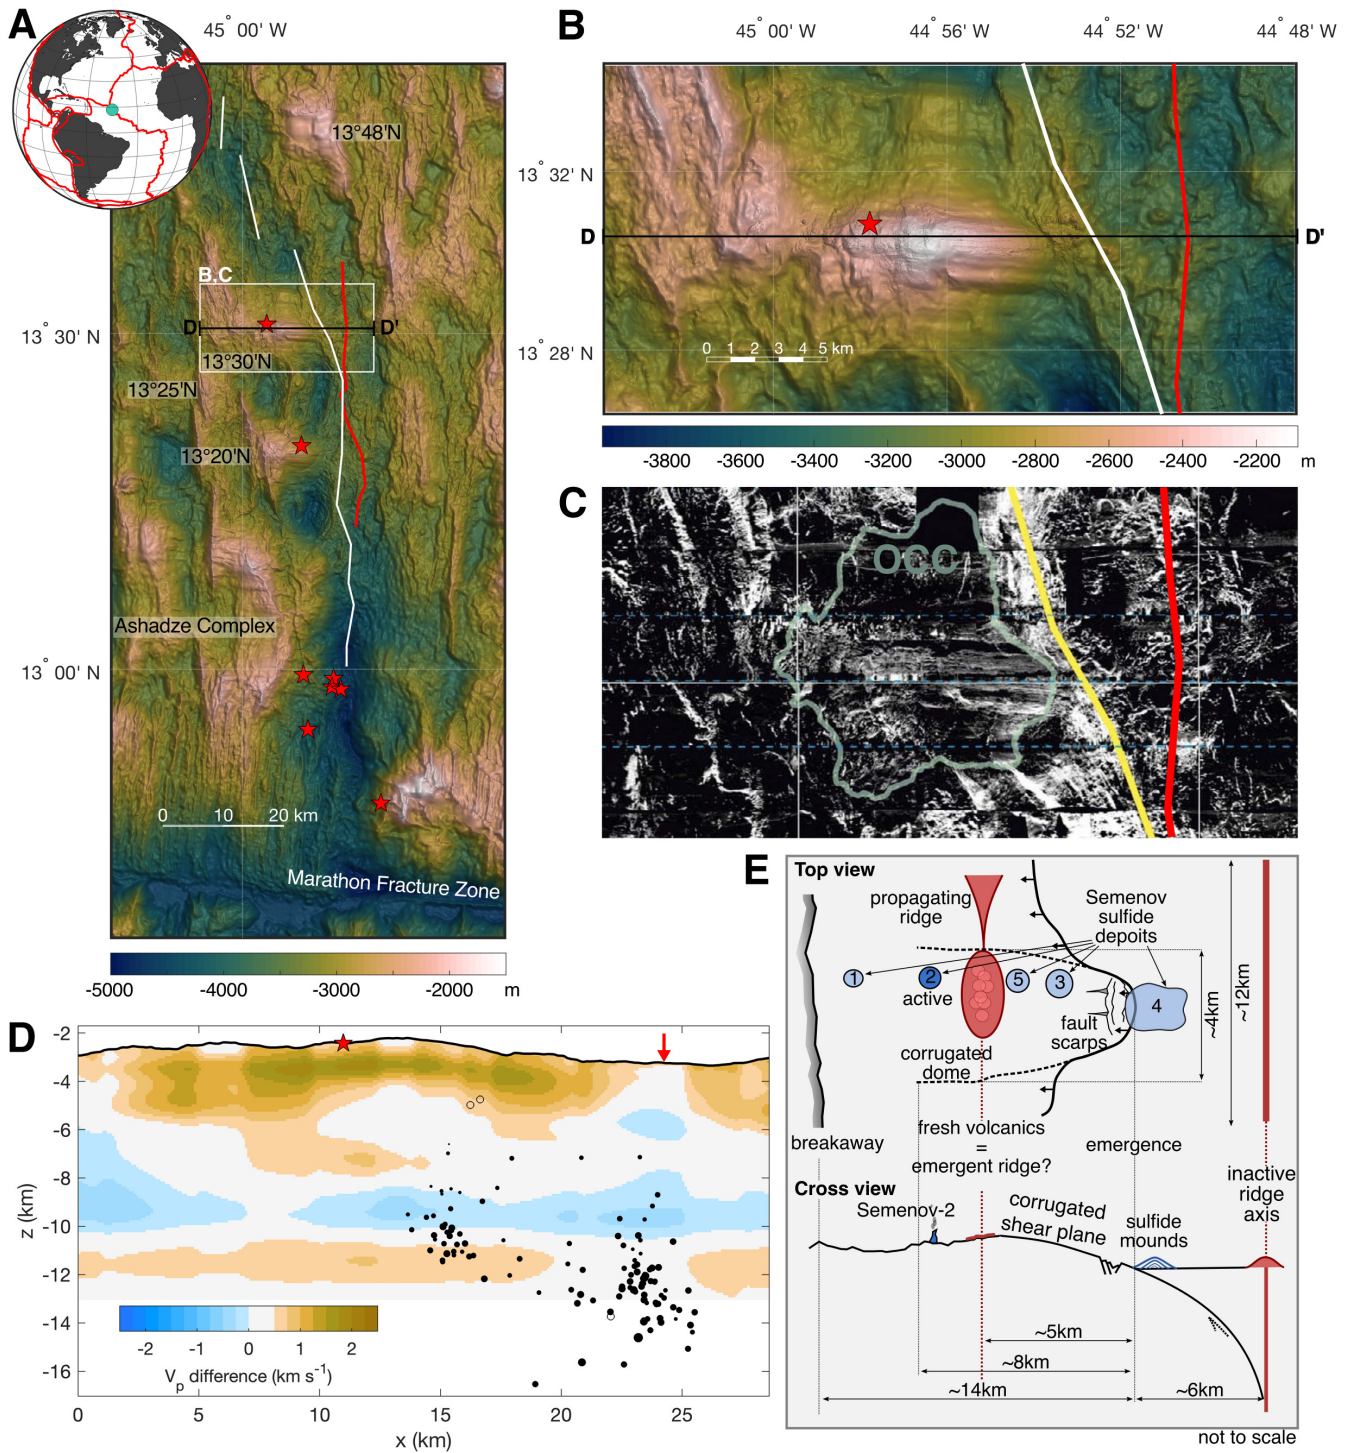 A
45° 00' W
13°48'N
B,C
D
D'
13° 30' N
13°30'N
13°25'N
13°20'N
Ashadze Complex
13° 00' N
0 10 20 km
Marathon Fracture Zone
-5000 -4000 -3000 -2000 m
B
45° 00' W 44° 56' W 44° 52' W 44° 48' W
13° 32' N
D
D'
0 1 2 3 4 5 km
13° 28' N
-3800 -3600 -3400 -3200 -3000 -2800 -2600 -2400 -2200 m
C
OCC
D
-2
-4
-6
-8
-10
-12
-14
-16
z (km)
-2 -1 0 1 2
Vp difference (km s⁻¹)
0 5 10 15 20 25
x (km)
E
Top view
propagating
ridge
Semenov
sulfide
depoits
1
2
5
3
4
active
fault
scarps
corrugated
dome
~4km
~12km
breakaway
fresh volcanics
=
emergent ridge?
emergence
inactive
ridge
axis
Cross view
Semenov-2
corrugated
shear plane
sulfide
mounds
~5km
~8km
~14km
~6km
not to scale